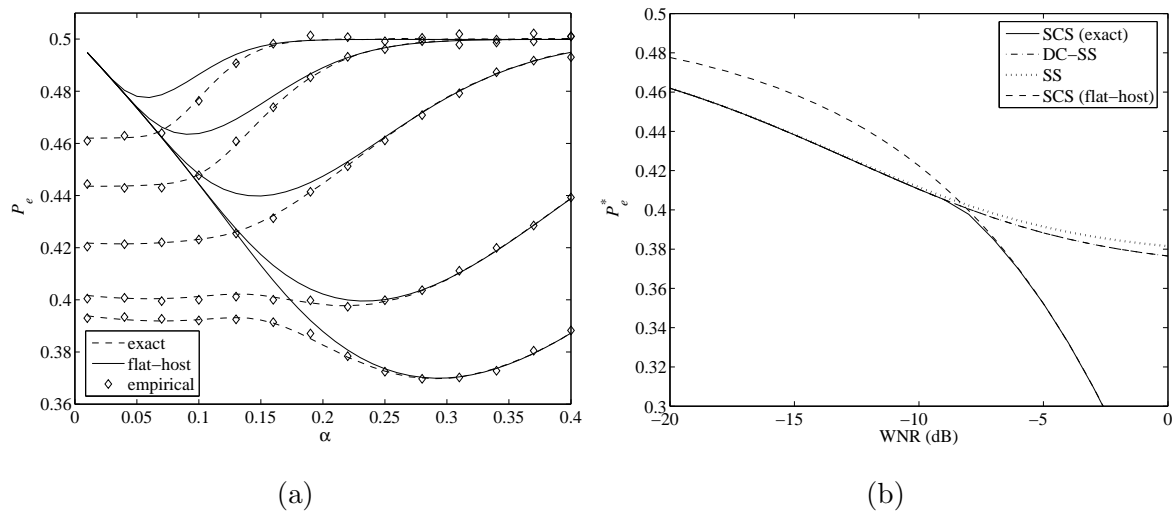 0.5
0.48
0.46
0.44
0.42
0.4
0.38
0.36
P_e
exact
flat−host
empirical
0 0.05 0.1 0.15 0.2 0.25 0.3 0.35 0.4
α
(a)
0.5
0.48
0.46
0.44
0.42
0.4
0.38
0.36
0.34
0.32
0.3
P_e^*
SCS (exact)
DC−SS
SS
SCS (flat−host)
−20 −15 −10 −5 0
WNR (dB)
(b)